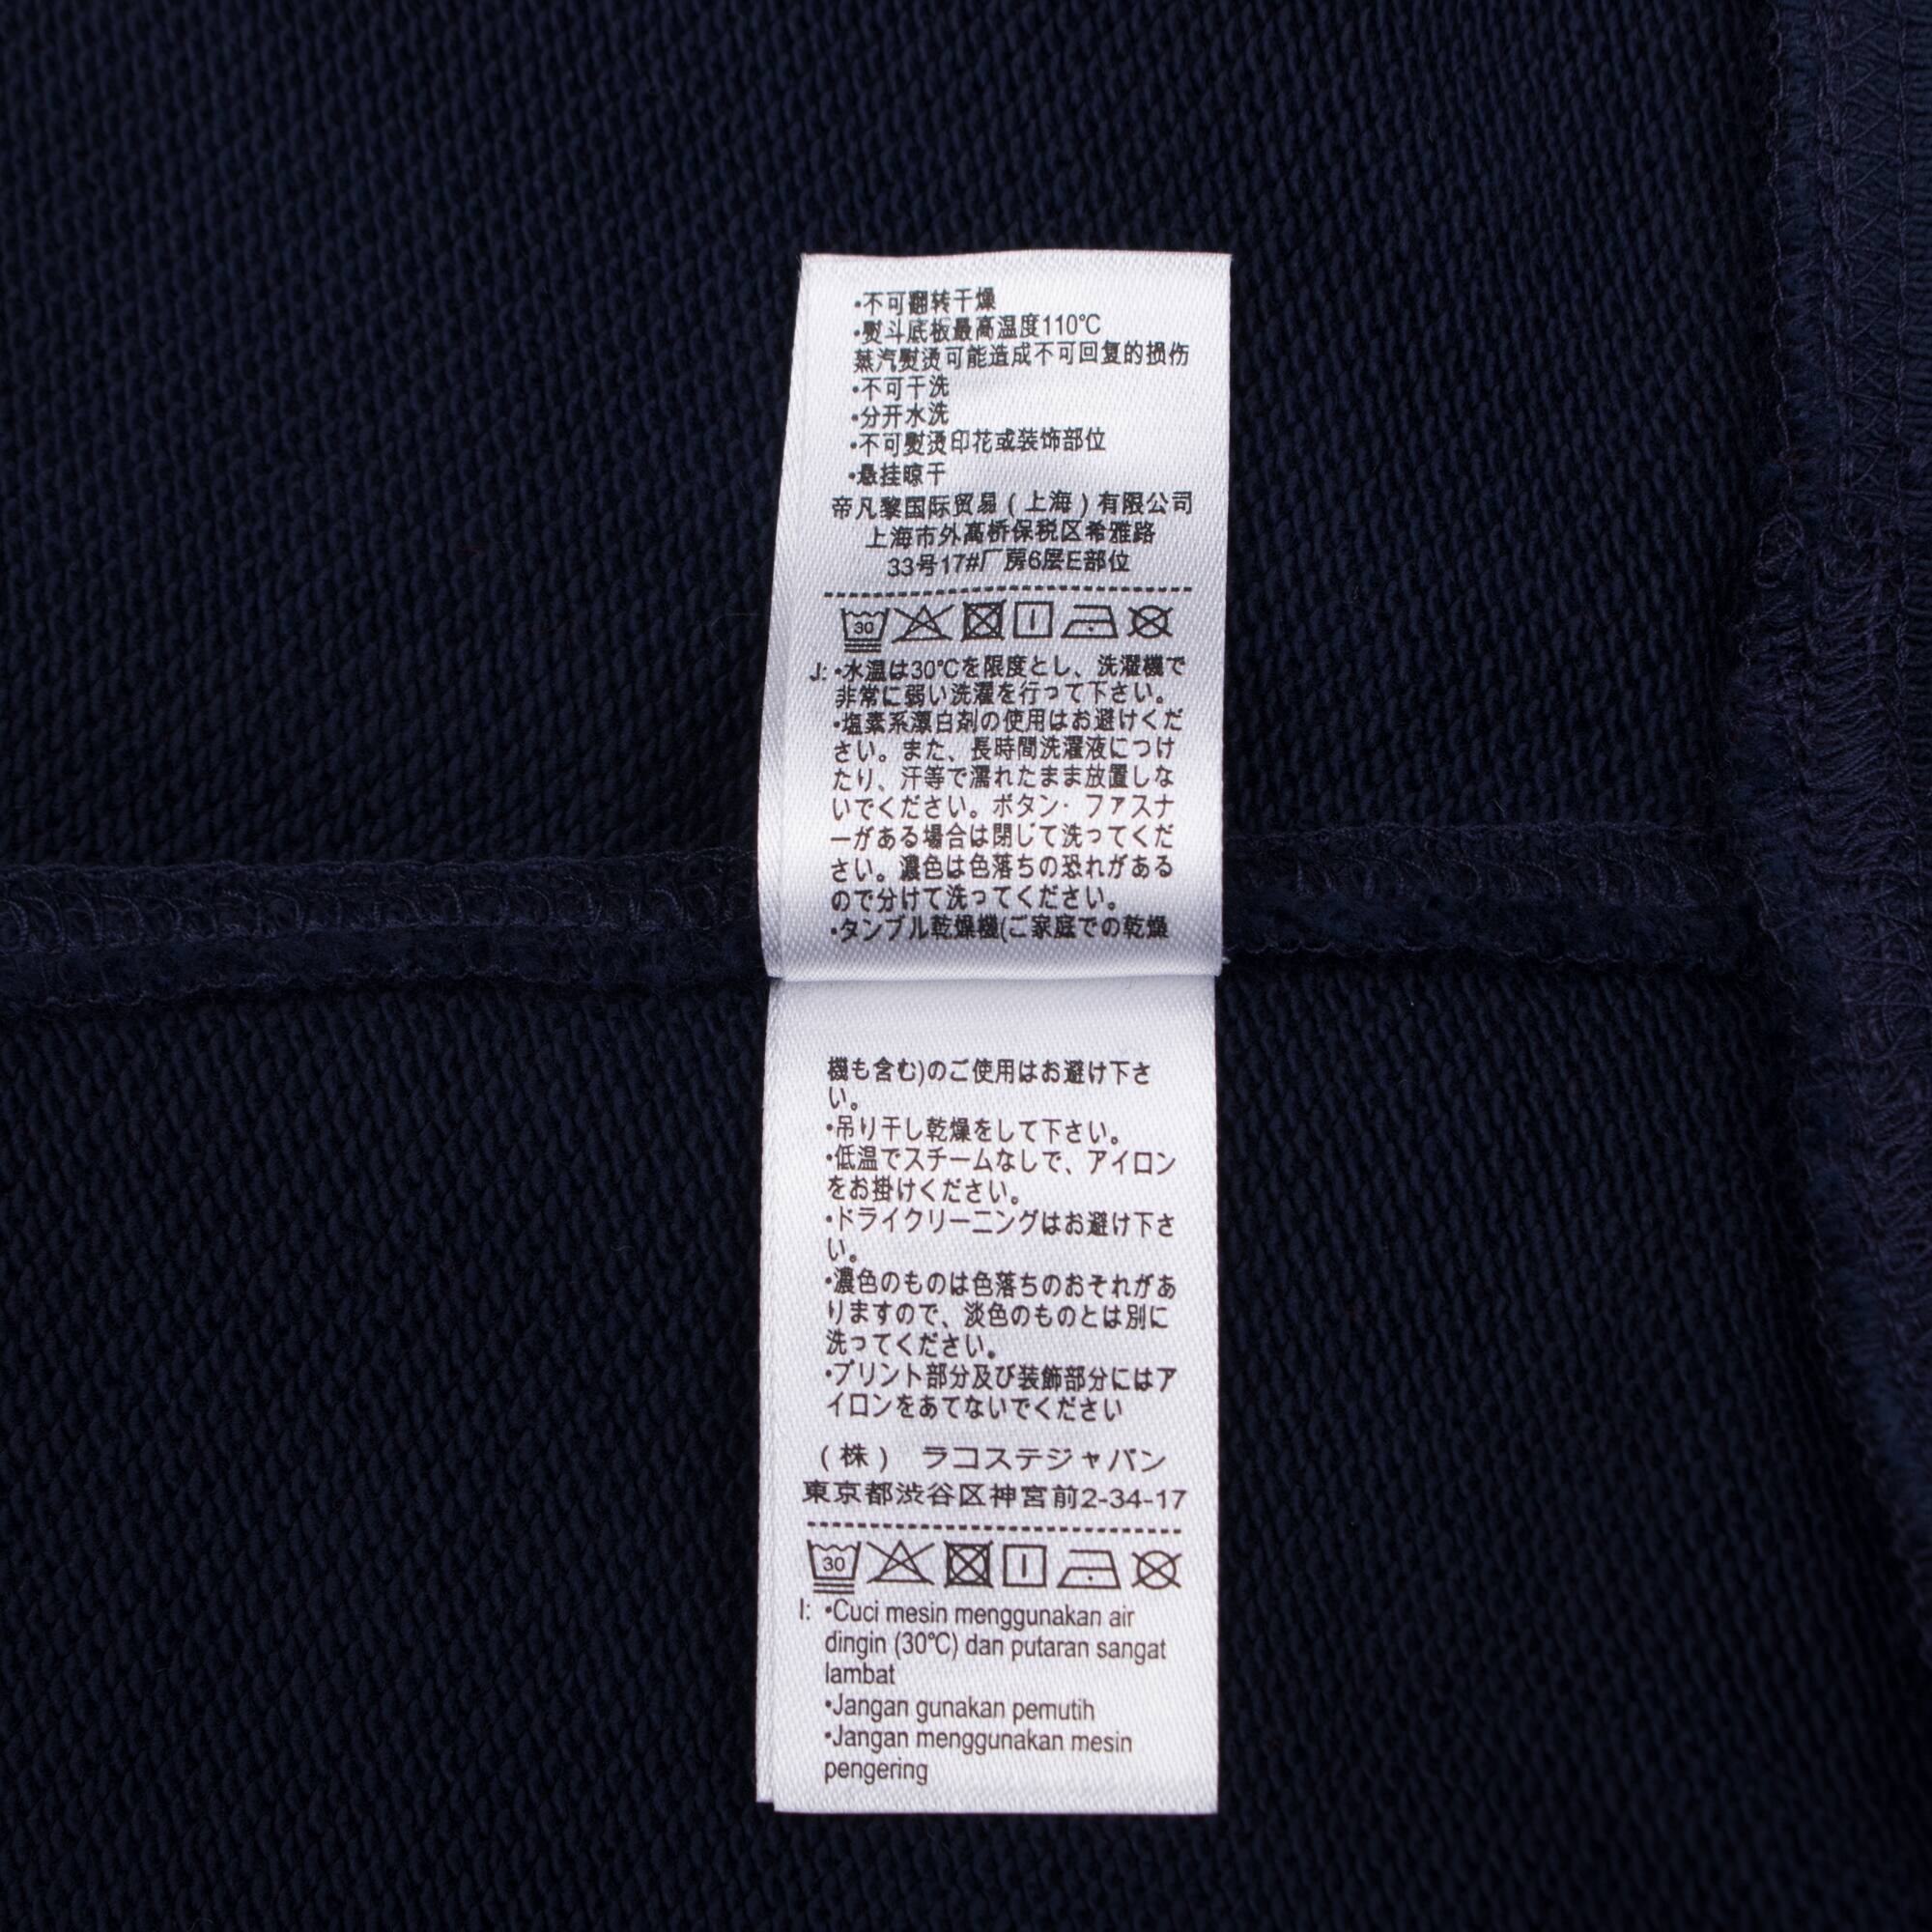 •不可翻转干燥
•熨斗底板最高温度110℃
蒸汽熨烫可能造成不可回复的损伤
•不可干洗
•分开水洗
•不可熨烫印花或装饰部位
•悬挂晾干
帝凡黎国际贸易(上海)有限公司
上海市外高桥保税区希雅路
33号17#厂房6层E部位
30
J: •水温は30℃を限度とし、洗濯機で
非常に弱い洗濯を行って下さい。
•塩素系漂白剤の使用はお避けくだ
さい。また、長時間洗濯液につけ
たり、汗等で濡れたまま放置しな
いでください。ボタン・ファスナ
ーがある場合は閉じて洗ってくだ
さい。濃色は色落ちの恐れがある
ので分けて洗ってください。
•タンブル乾燥機(ご家庭での乾燥
機も含む)のご使用はお避け下さ
い。
•吊り干し乾燥をして下さい。
•低温でスチームなしで、アイロン
をお掛けください。
•ドライクリーニングはお避け下さ
い。
•濃色のものは色落ちのおそれがあ
りますので、淡色のものとは別に
洗ってください。
•プリント部分及び装飾部分にはア
イロンをあてないでください
(株) ラコステジャパン
東京都渋谷区神宮前2-34-17
30
I: •Cuci mesin menggunakan air
dingin (30℃) dan putaran sangat
lambat
•Jangan gunakan pemutih
•Jangan menggunakan mesin
pengering